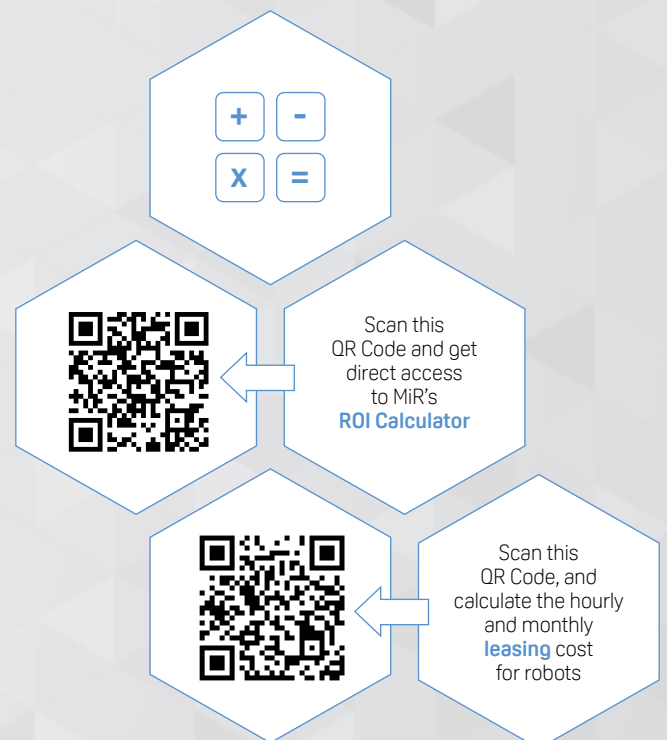 + -
X =
Scan this
QR Code and get
direct access
to MiR’s
ROI Calculator
Scan this
QR Code, and
calculate the hourly
and monthly
leasing cost
for robots